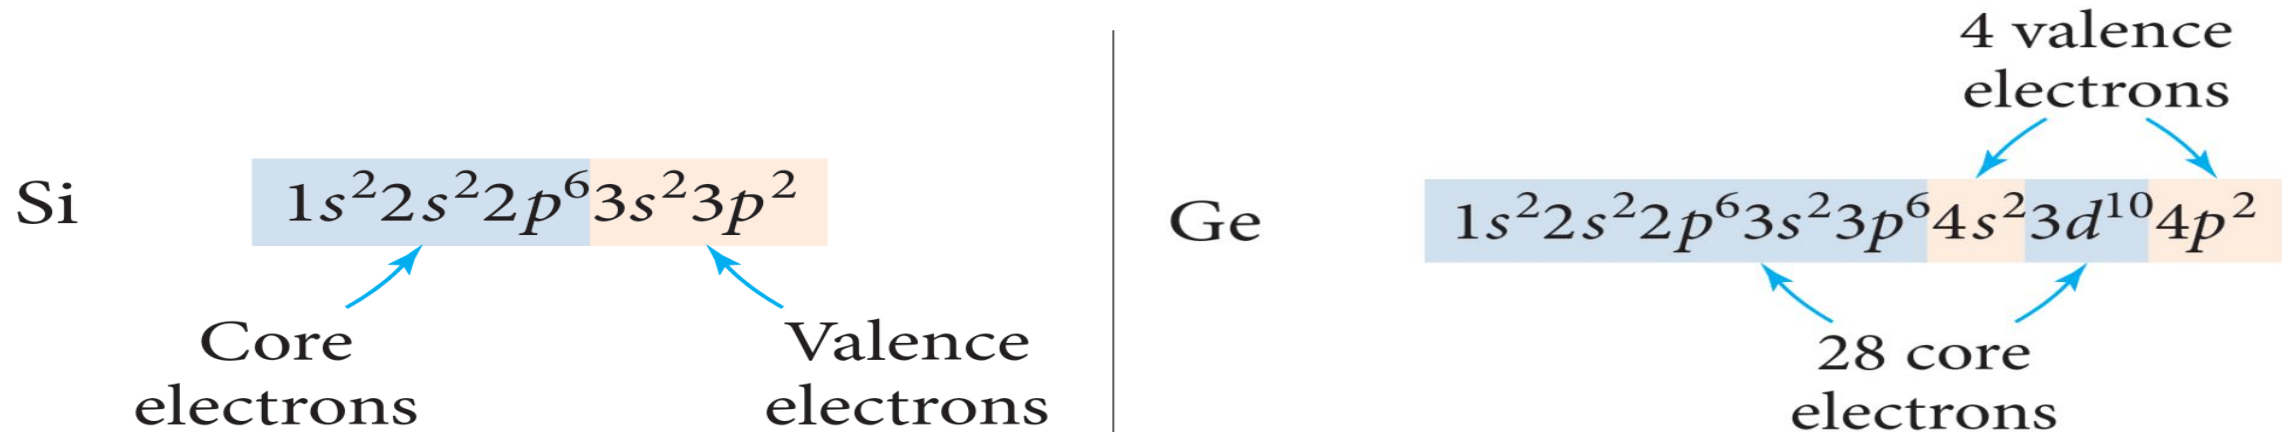 Si
1s²2s²2p⁶3s²3p²
Core
electrons
Valence
electrons
4 valence
electrons
Ge
1s²2s²2p⁶3s²3p⁶4s²3d¹⁰4p²
28 core
electrons